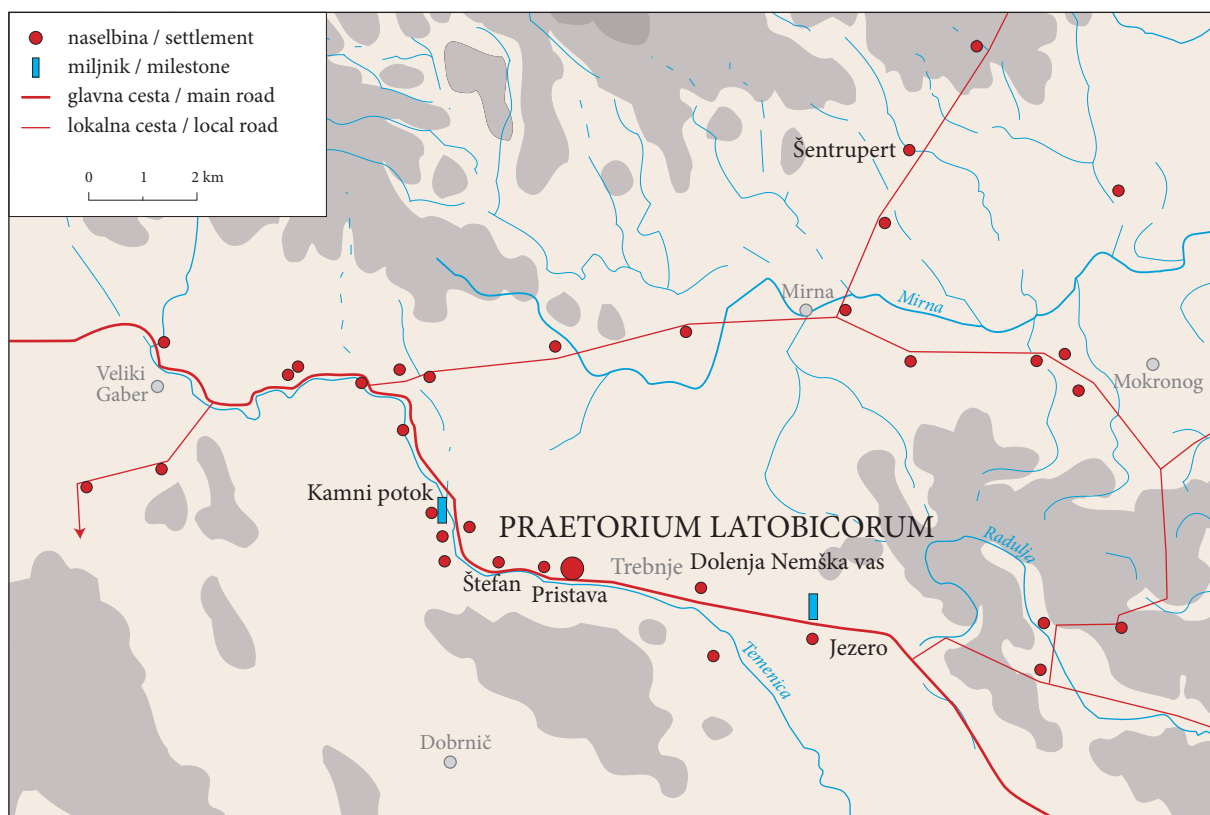 naselbina / settlement
miljnik / milestone
glavna cesta / main road
lokalna cesta / local road
0 1 2 km
Šentrupert
Mirna
Mirna
Veliki
Gaber
Mokronog
Kamni potok
PRAETORIUM LATOBICORUM
Radulja
Trebnje
Dolenja Nemška vas
Štefan
Pristava
Jezero
Temenica
Dobrnič